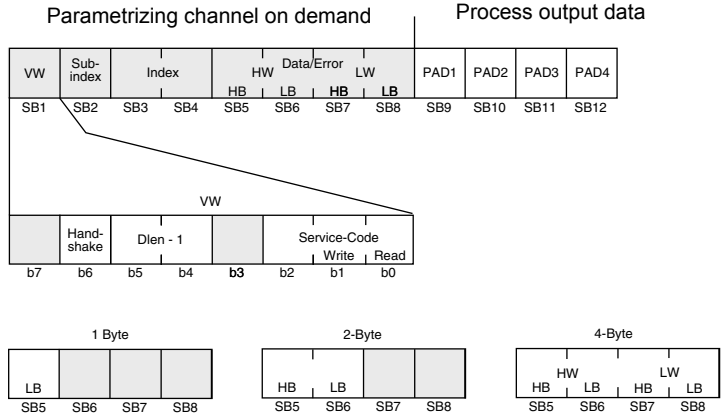 Parametrizing channel on demand
Process output data
VW
Sub-
index
Index
Data/Error
HW
LW
HB
LB
HB
LB
PAD1
PAD2
PAD3
PAD4
SB1 SB2 SB3 SB4 SB5 SB6 SB7 SB8 SB9 SB10 SB11 SB12
VW
Hand-
shake
Dlen - 1
Service-Code
Write
Read
b7 b6 b5 b4 b3 b2 b1 b0
1 Byte
LB
SB5 SB6 SB7 SB8
2-Byte
HB LB
SB5 SB6 SB7 SB8
4-Byte
HW LW
HB LB HB LB
SB5 SB6 SB7 SB8